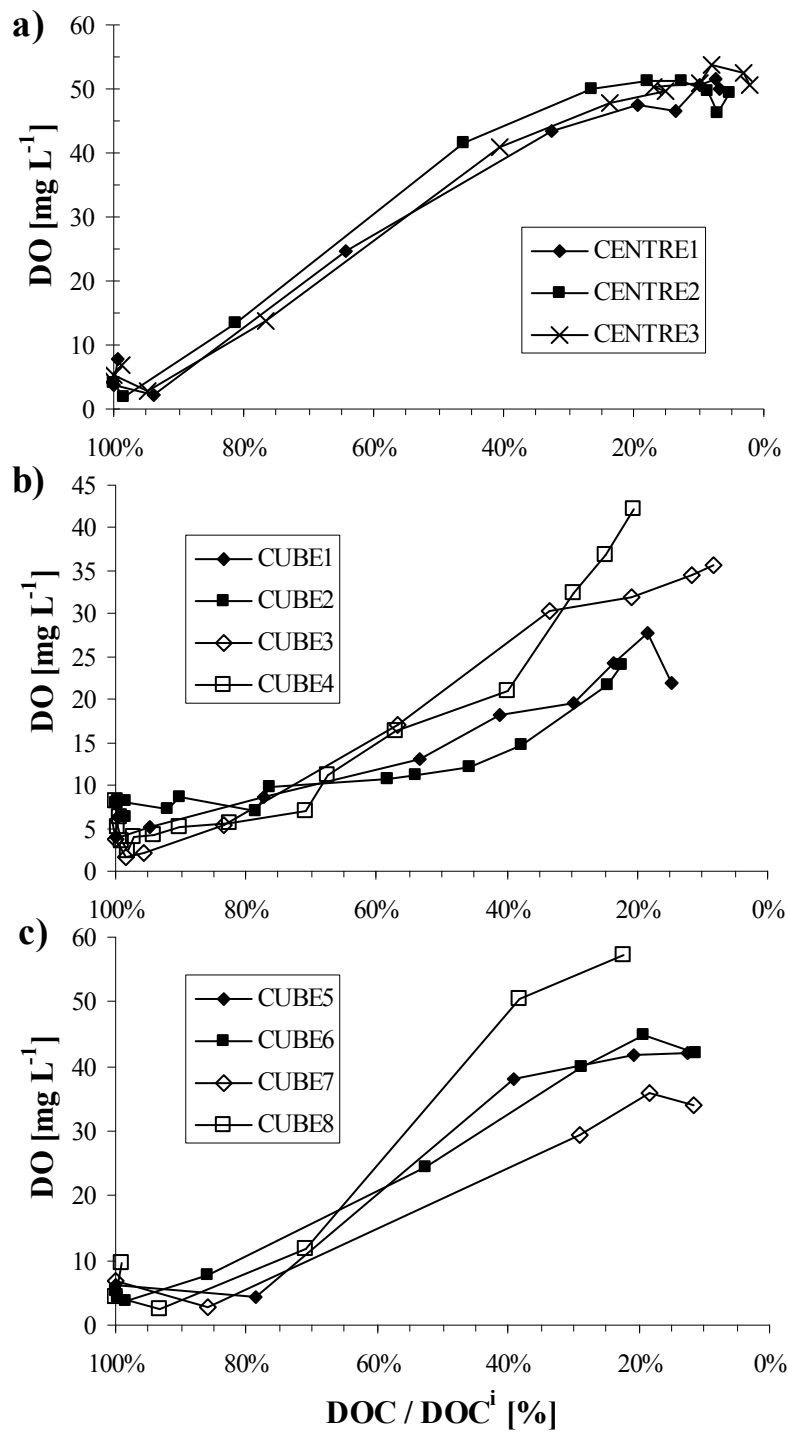 a)
DO [mg L-1]
60
50
40
30
20
10
0
100% 80% 60% 40% 20% 0%
CENTRE1
CENTRE2
CENTRE3
b)
DO [mg L-1]
45
40
35
30
25
20
15
10
5
0
100% 80% 60% 40% 20% 0%
CUBE1
CUBE2
CUBE3
CUBE4
c)
DO [mg L-1]
60
50
40
30
20
10
0
100% 80% 60% 40% 20% 0%
CUBE5
CUBE6
CUBE7
CUBE8
DOC / DOCi [%]